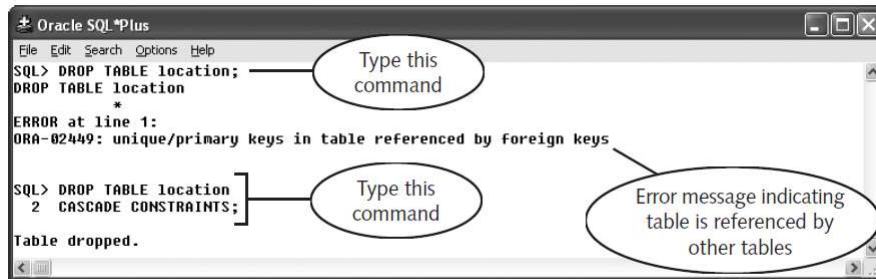 Oracle SQL*Plus
File Edit Search Options Help
SQL> DROP TABLE location;
DROP TABLE location
*
ERROR at line 1:
ORA-02449: unique/primary keys in table referenced by foreign keys
SQL> DROP TABLE location
2 CASCADE CONSTRAINTS;
Table dropped.
Type this
command
Type this
command
Error message indicating
table is referenced by
other tables